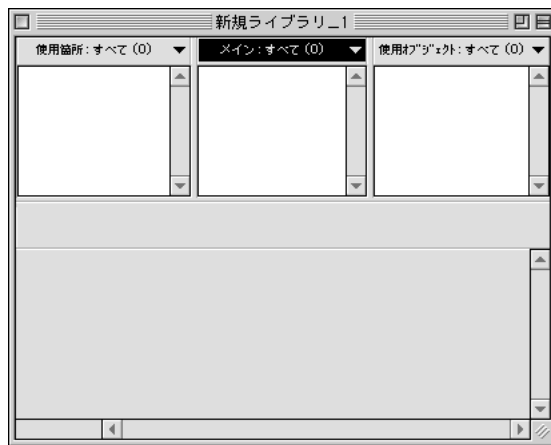 新規ライブラリ_1
使用箇所:すべて (0)
メイン:すべて (0)
使用ｵﾌﾞｼﾞｪｸﾄ:すべて (0)